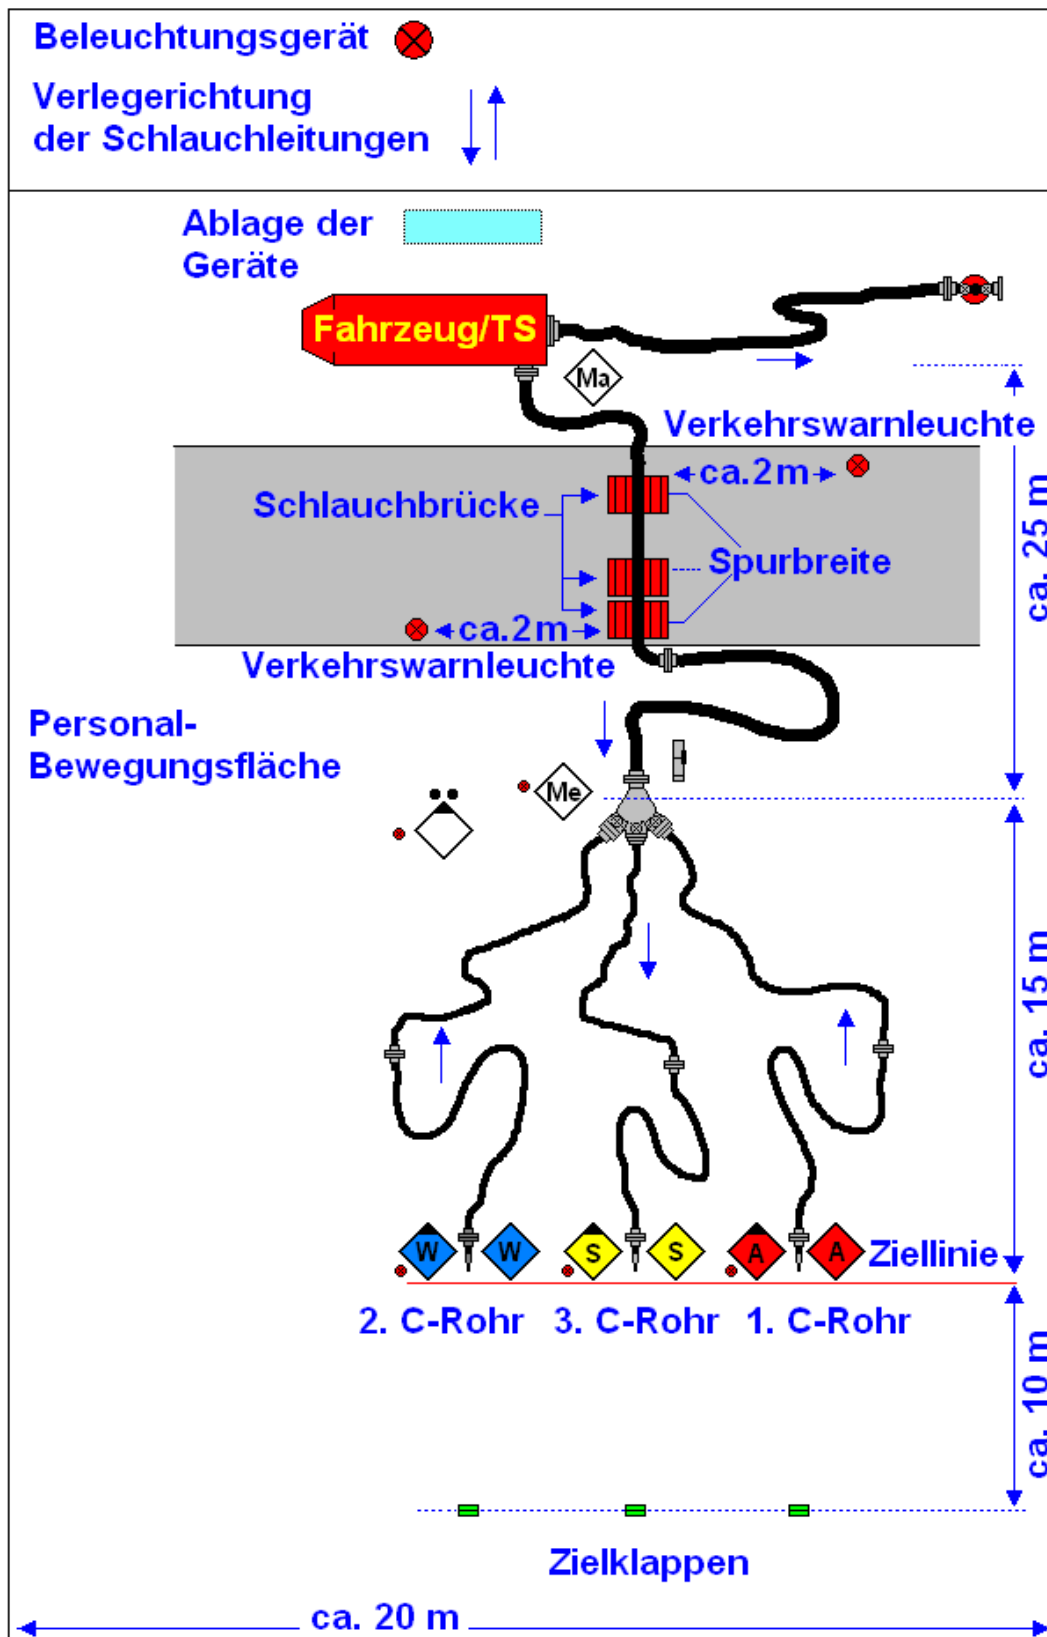 Beleuchtungsgerät
Verlegerichtung
der Schlauchleitungen
Ablage der
Geräte
Fahrzeug/TS
Ma
Verkehrswarnleuchte
ca.2m
Schlauchbrücke
Spurbreite
ca.2m
Verkehrswarnleuchte
ca. 25 m
Personal-
Bewegungsfläche
Me
ca. 15 m
W W S S A A Ziellinie
2. C-Rohr 3. C-Rohr 1. C-Rohr
ca. 10 m
Zielklappen
ca. 20 m